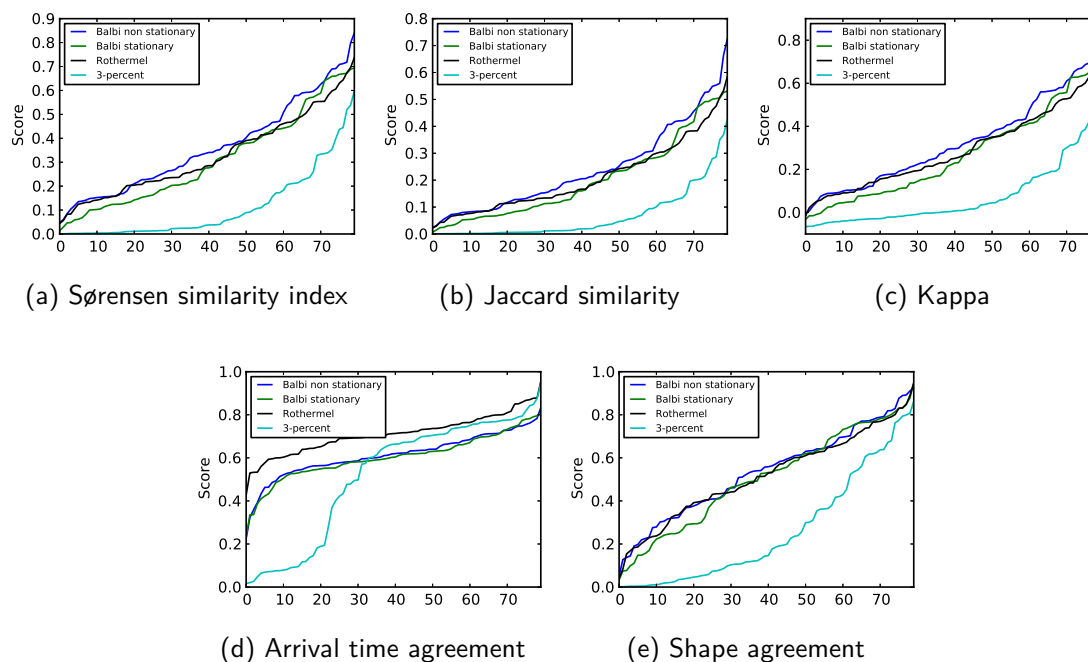 0.9
0.8
0.7
0.6
0.5
0.4
0.3
0.2
0.1
0.0
Score
Balbi non stationary
Balbi stationary
Rothermel
3-percent
0 10 20 30 40 50 60 70
(a) Sørensen similarity index
0.8
0.7
0.6
0.5
0.4
0.3
0.2
0.1
0.0
Score
Balbi non stationary
Balbi stationary
Rothermel
3-percent
0 10 20 30 40 50 60 70
(b) Jaccard similarity
0.8
0.6
0.4
0.2
0.0
Score
Balbi non stationary
Balbi stationary
Rothermel
3-percent
0 10 20 30 40 50 60 70
(c) Kappa
1.0
0.8
0.6
0.4
0.2
0.0
Score
Balbi non stationary
Balbi stationary
Rothermel
3-percent
0 10 20 30 40 50 60 70
(d) Arrival time agreement
1.0
0.8
0.6
0.4
0.2
0.0
Score
Balbi non stationary
Balbi stationary
Rothermel
3-percent
0 10 20 30 40 50 60 70
(e) Shape agreement